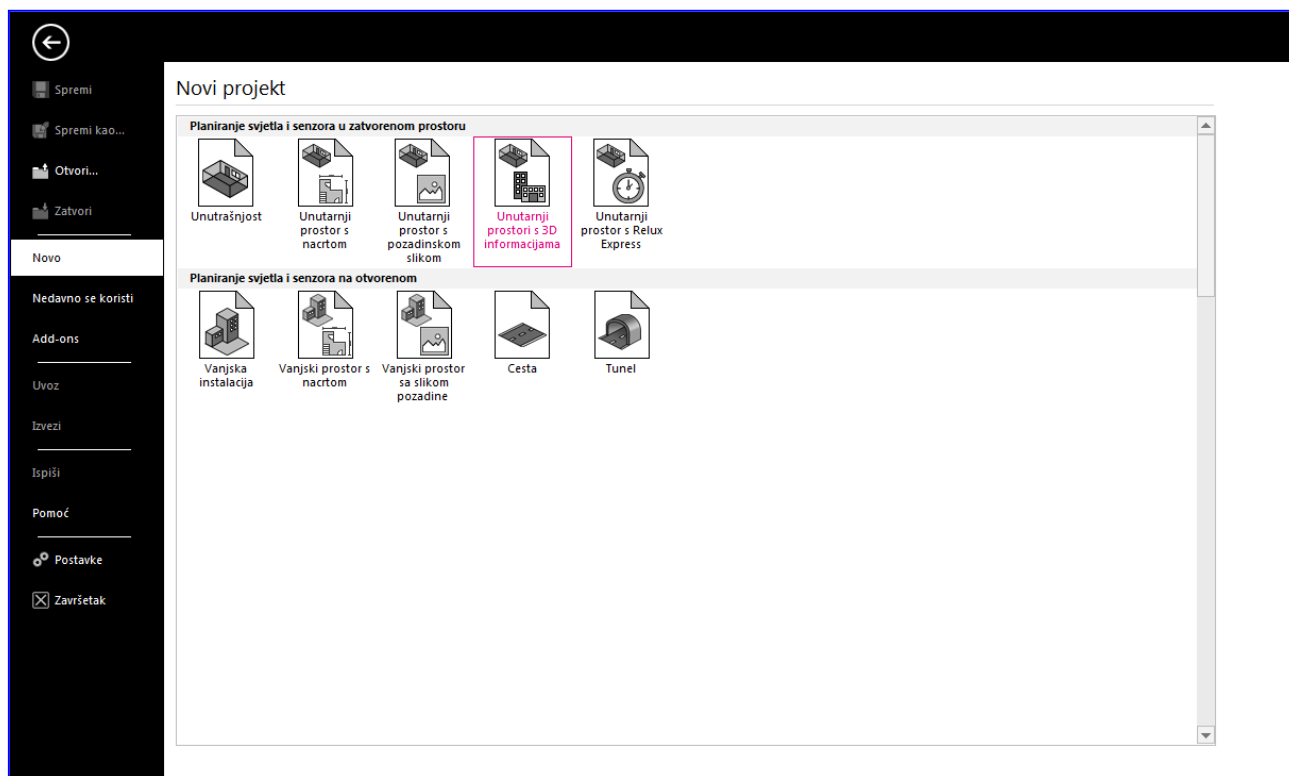 Spremi
Spremi kao...
Otvori...
Zatvori
Novo
Nedavno se koristi
Add-ons
Uvoz
Izvezi
Ispiši
Pomoć
Postavke
Završetak
Novi projekt
Planiranje svjetla i senzora u zatvorenom prostoru
Unutrašnjost
Unutarnji
prostor s
nacrtom
Unutarnji
prostor s
pozadinskom
slikom
Unutarnji
prostori s 3D
informacijama
Unutarnji
prostor s Relux
Express
Planiranje svjetla i senzora na otvorenom
Vanjska
instalacija
Vanjski prostor s
nacrtom
Vanjski prostor
sa slikom
pozadine
Cesta
Tunel